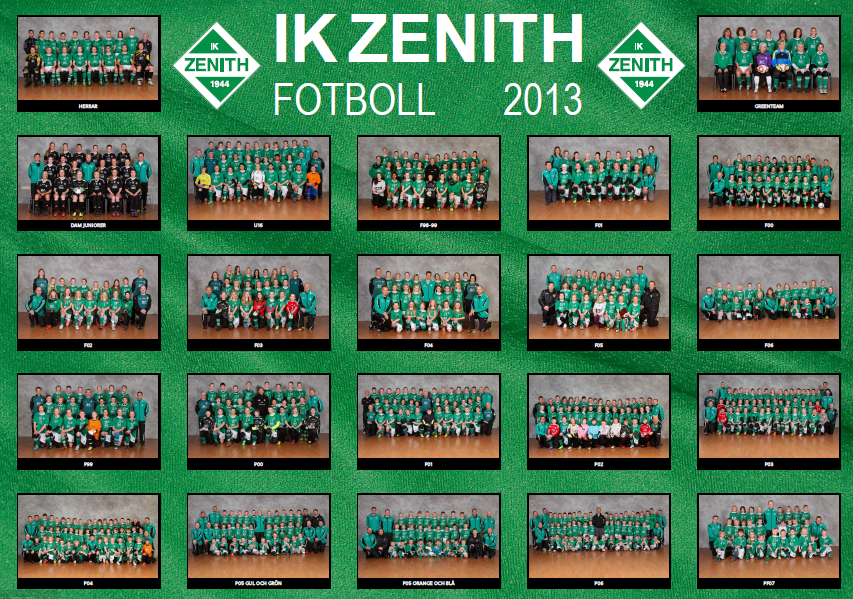 IK ZENITH
FOTBOLL 2013
IK
ZENITH
1944
IK
ZENITH
1944
HERRAR
GREENTEAM
DAM JUNIORER
U16
F98-99
F01
F00
F02
F03
F04
F05
F06
P99
P00
P01
P02
P03
P04
P05 GUL OCH GRÖN
P05 ORANGE OCH BLÅ
P06
PF07